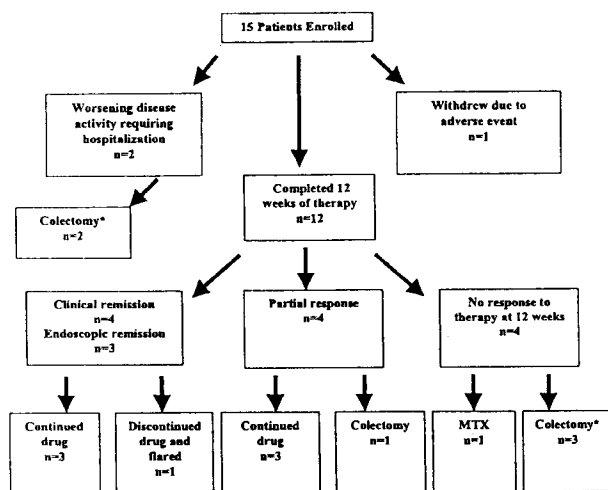 15 Patients Enrolled
Worsening disease
activity requiring
hospitalization
n=2
Withdrew due to
adverse event
n=1
Completed 12
weeks of therapy
n=12
Colectomy*
n=2
Clinical remission
n=4
Endoscopic remission
n=3
Partial response
n=4
No response to
therapy at 12 weeks
n=4
Continued
drug
n=3
Discontinued
drug and
flared
n=1
Continued
drug
n=3
Colectomy
n=1
MTX
n=1
Colectomy*
n=3